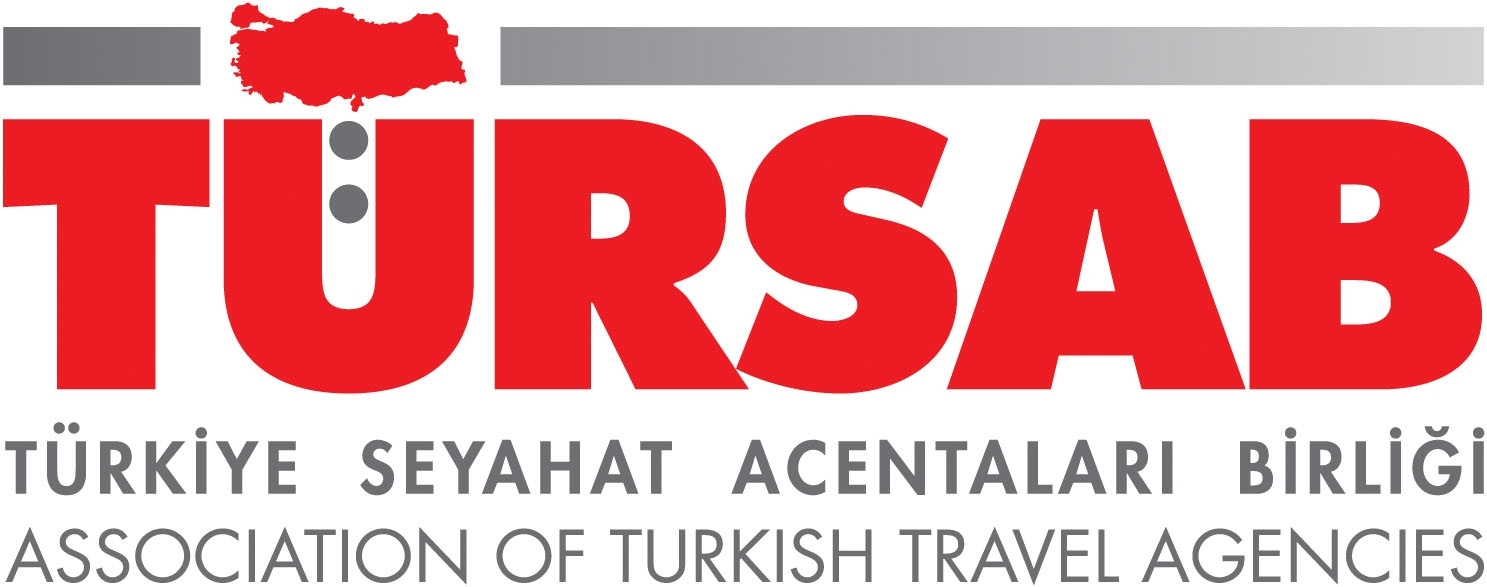 TÜRSAB
TÜRKİYE SEYAHAT ACENTALARI BİRLİĞİ
ASSOCIATION OF TURKISH TRAVEL AGENCIES